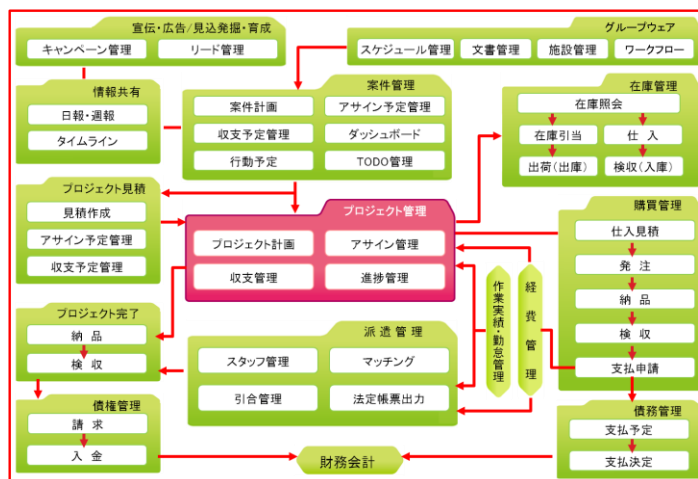 宣伝・広告/見込発掘・育成
キャンペーン管理
リード管理
グループウェア
スケジュール管理
文書管理
施設管理
ワークフロー
情報共有
日報・週報
タイムライン
案件管理
案件計画
アサイン予定管理
収支予定管理
ダッシュボード
行動予定
TODO管理
在庫管理
在庫照会
在庫引当
仕入
出荷(出庫)
検収(入庫)
プロジェクト見積
見積作成
アサイン予定管理
収支予定管理
プロジェクト管理
プロジェクト計画
アサイン管理
収支管理
進捗管理
購買管理
仕入見積
発注
納品
検収
支払申請
作業実績・勤怠管理
経費管理
プロジェクト完了
納品
検収
派遣管理
スタッフ管理
マッチング
引合管理
法定帳票出力
債権管理
請求
入金
財務会計
債務管理
支払予定
支払決定